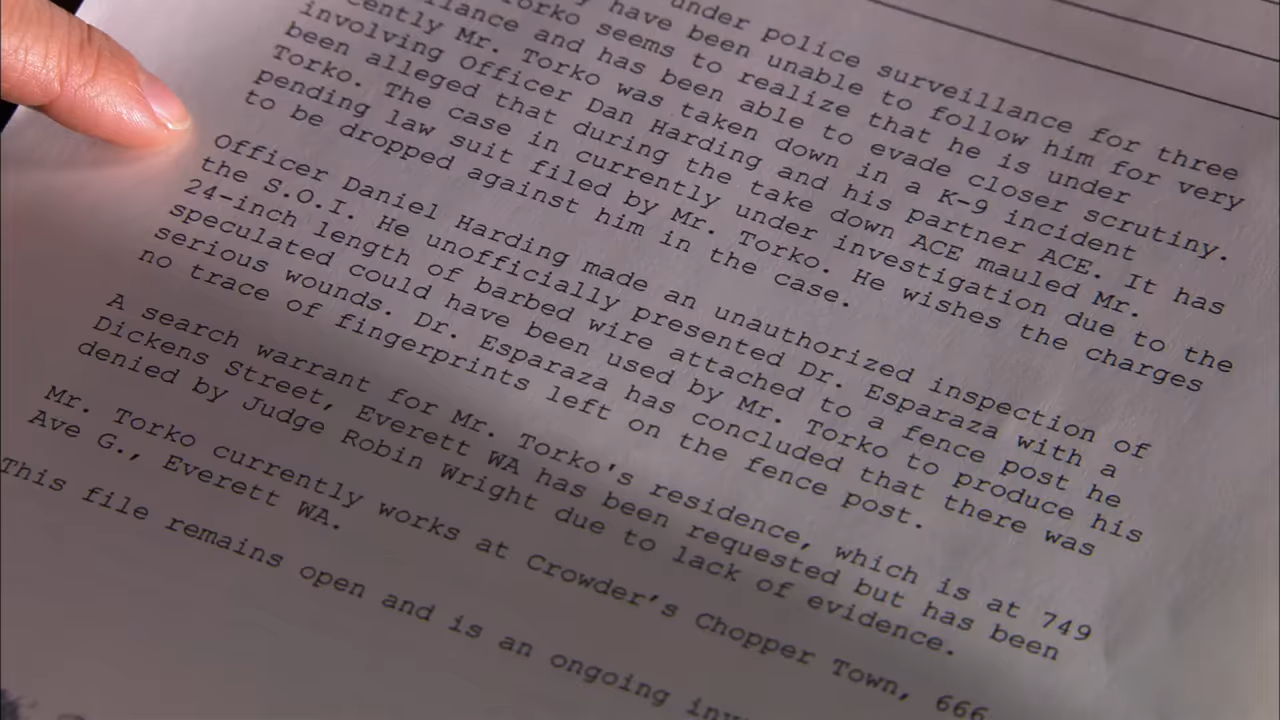 under police surveillance for three
have been unable to follow him for very
Torko seems to realize that he is under
and has been able to evade closer scrutiny.
Mr. Torko was taken down in a K-9 incident
involving Officer Dan Harding and his partner ACE. It has
been alleged that during the take down ACE mauled Mr.
Torko. The case in currently under investigation due to the
pending law suit filed by Mr. Torko. He wishes the charges
to be dropped against him in the case.
Officer Daniel Harding made an unauthorized inspection of
the S.O.I. He unofficially presented Dr. Esparaza with a
24-inch length of barbed wire attached to a fence post he
speculated could have been used by Mr. Torko to produce his
serious wounds. Dr. Esparaza has concluded that there was
no trace of fingerprints left on the fence post.
A search warrant for Mr. Torko's residence, which is at 749
Dickens Street, Everett WA has been requested but has been
denied by Judge Robin Wright due to lack of evidence.
Mr. Torko currently works at Crowder's Chopper Town, 666
Ave G., Everett WA.
This file remains open and is an ongoing